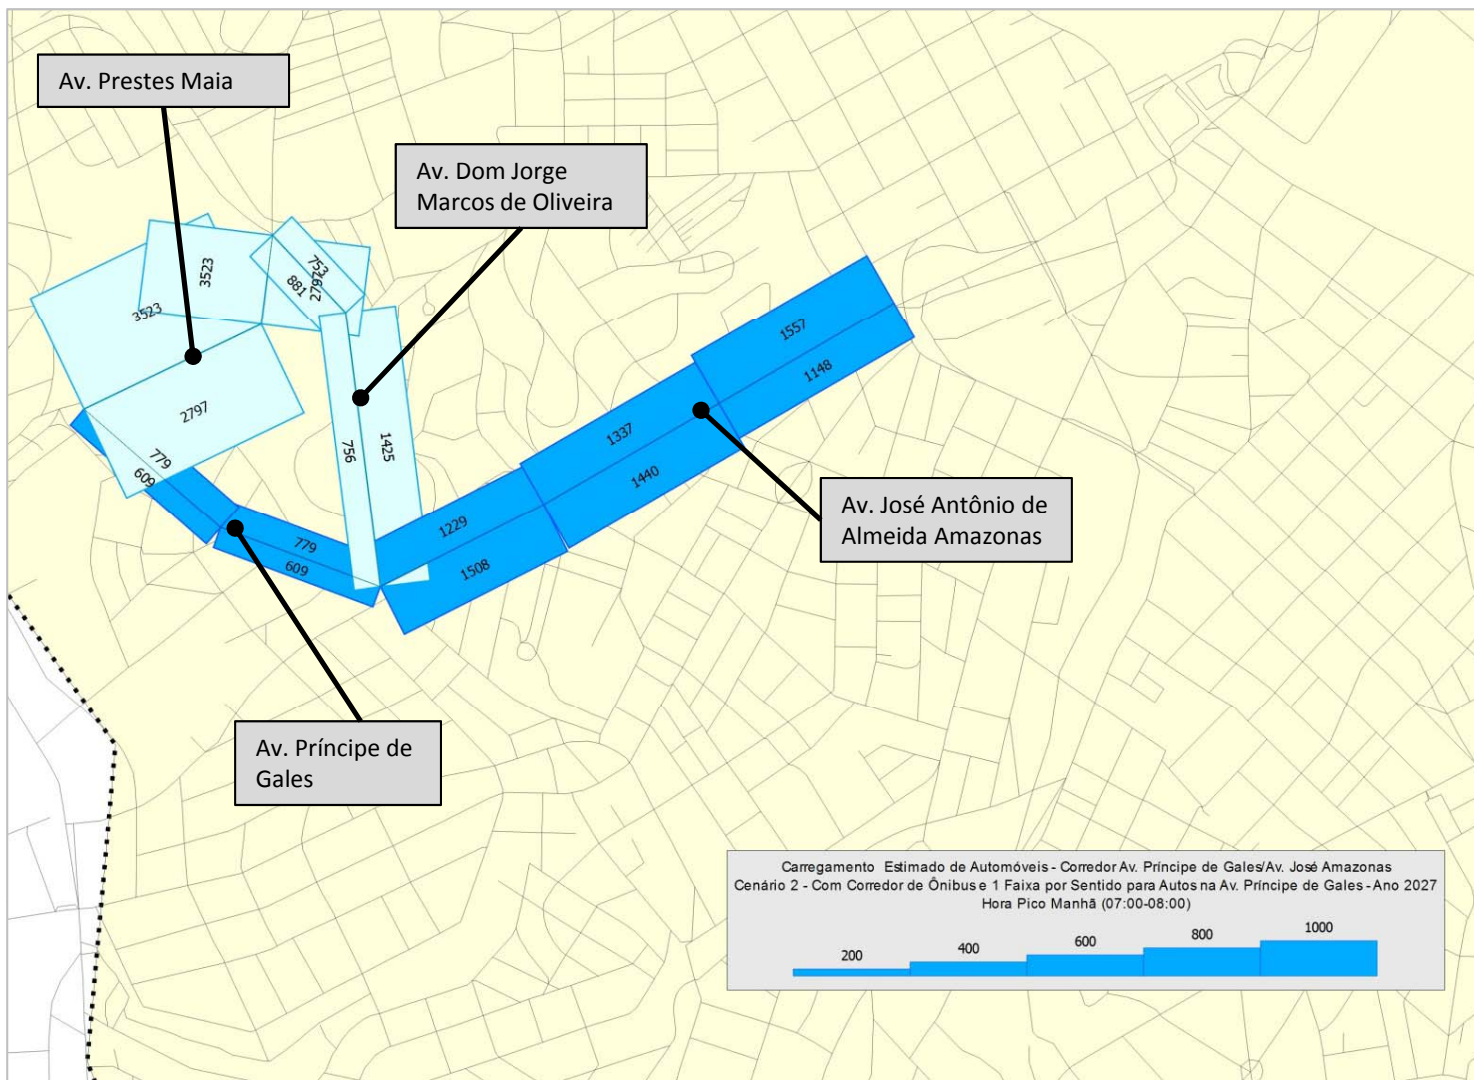 Av. Prestes Maia
Av. Dom Jorge
Marcos de Oliveira
3523
3523
753
881
2797
1557
1148
2797
1337
1440
756
1425
779
609
1229
1508
779
609
Av. José Antônio de
Almeida Amazonas
Av. Príncipe de
Gales
Carregamento Estimado de Automóveis - Corredor Av. Príncipe de Gales/Av. José Amazonas
Cenário 2 - Com Corredor de Ônibus e 1 Faixa por Sentido para Autos na Av. Príncipe de Gales - Ano 2027
Hora Pico Manhã (07:00-08:00)
200
400
600
800
1000